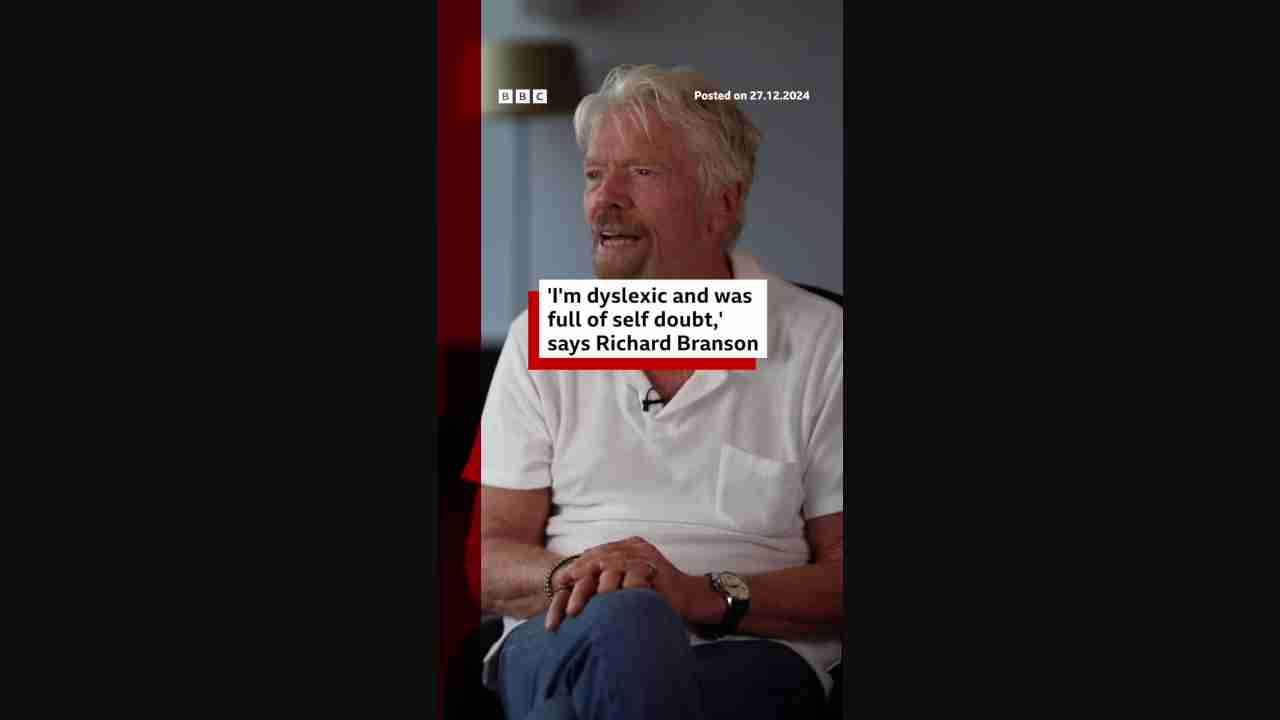 BBC
Posted on 27.12.2024
'I'm dyslexic and was
full of self doubt,'
says Richard Branson